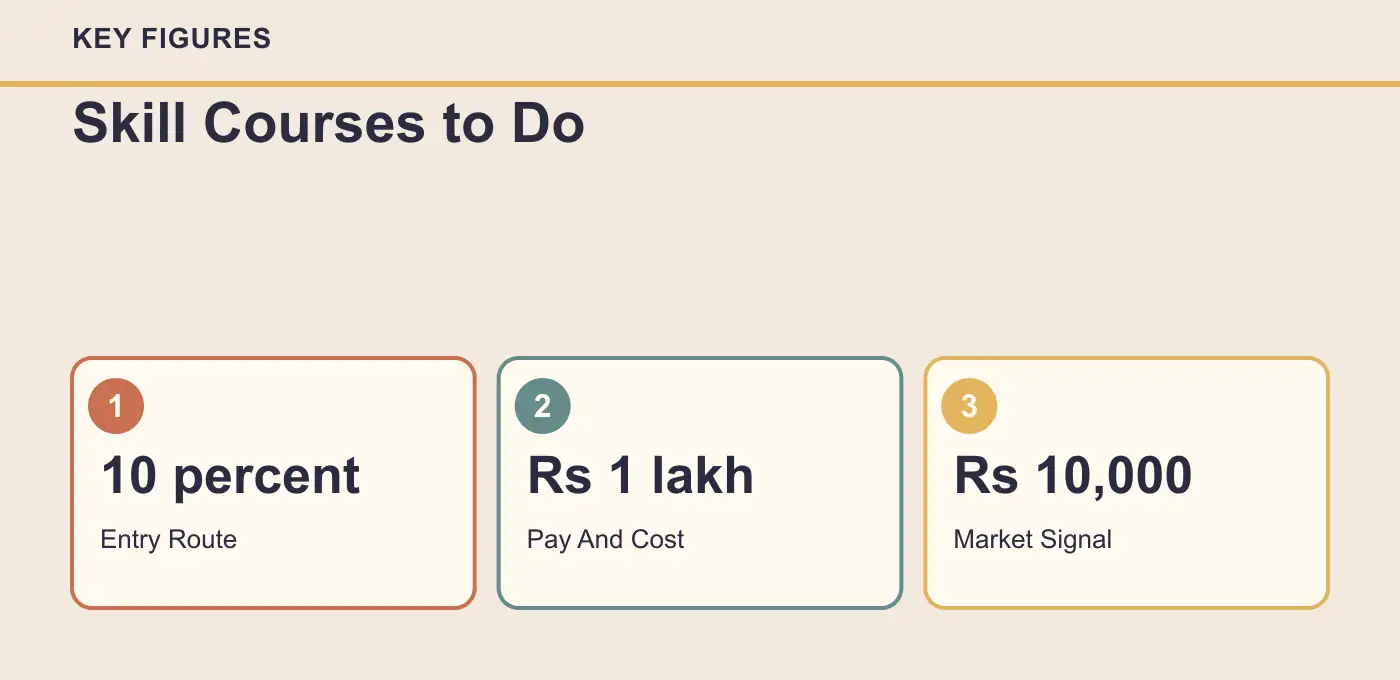 KEY FIGURES
Skill Courses to Do
1
10 percent
Entry Route
2
Rs 1 lakh
Pay And Cost
3
Rs 10,000
Market Signal